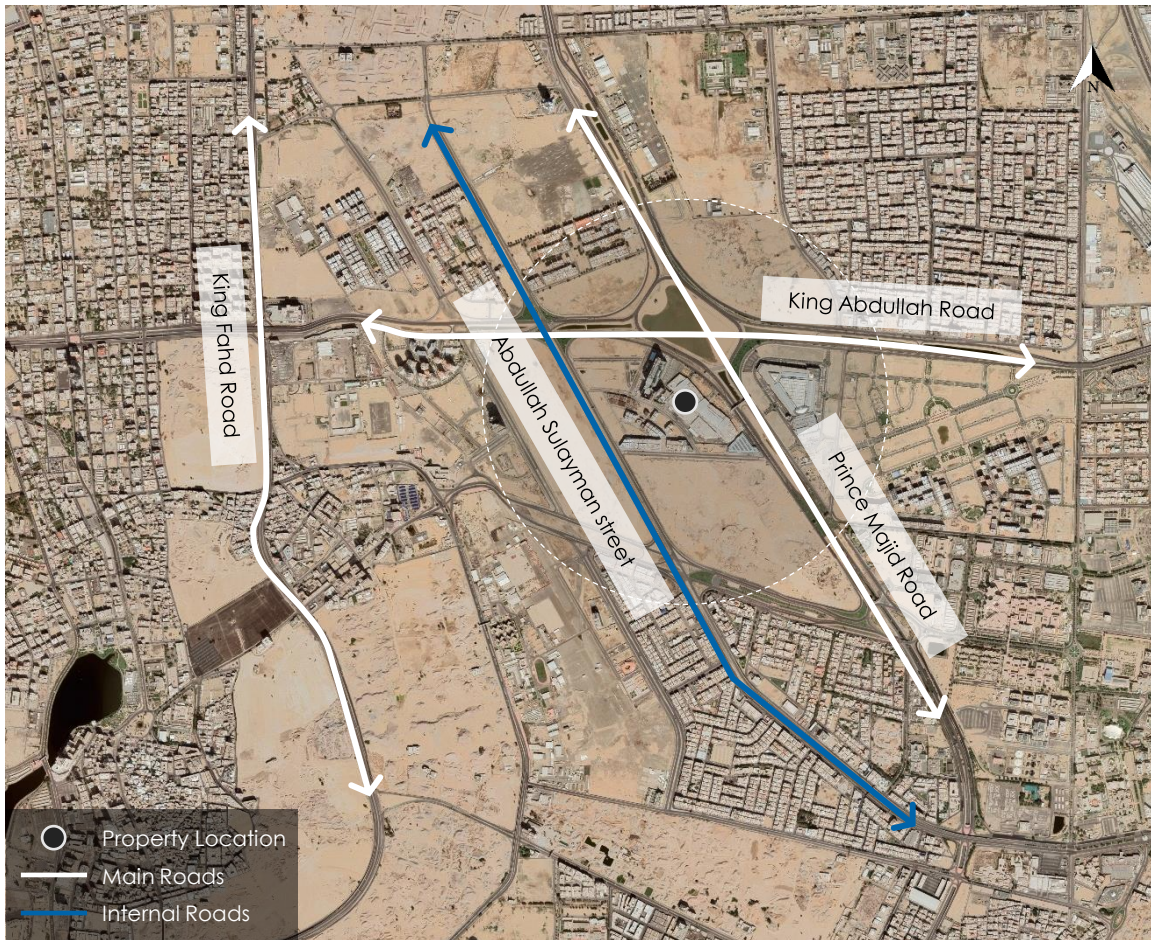 N
King Abdullah Road
King Fahd Road
Abdullah Sulayman street
Prince Majid Road
Property Location
Main Roads
Internal Roads